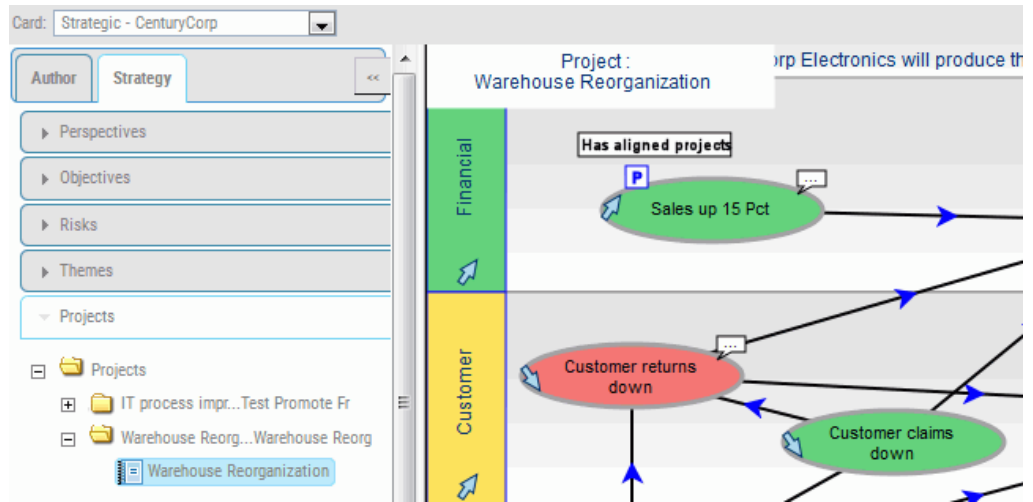 Card: Strategic - CenturyCorp
Author
Strategy
<<
Perspectives
Objectives
Risks
Themes
Projects
Projects
IT process impr...Test Promote Fr
Warehouse Reorg...Warehouse Reorg
Warehouse Reorganization
Project :
Warehouse Reorganization
orp Electronics will produce th
Financial
Has aligned projects
P
...
Sales up 15 Pct
Customer
...
Customer returns
down
Customer claims
down